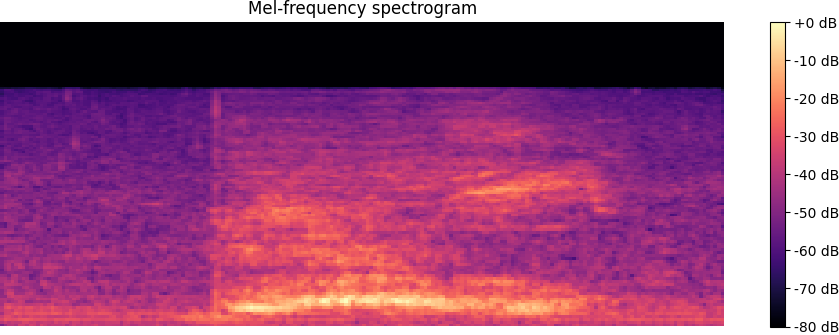 Mel-frequency spectrogram
+0 dB
-10 dB
-20 dB
-30 dB
-40 dB
-50 dB
-60 dB
-70 dB
-80 dB